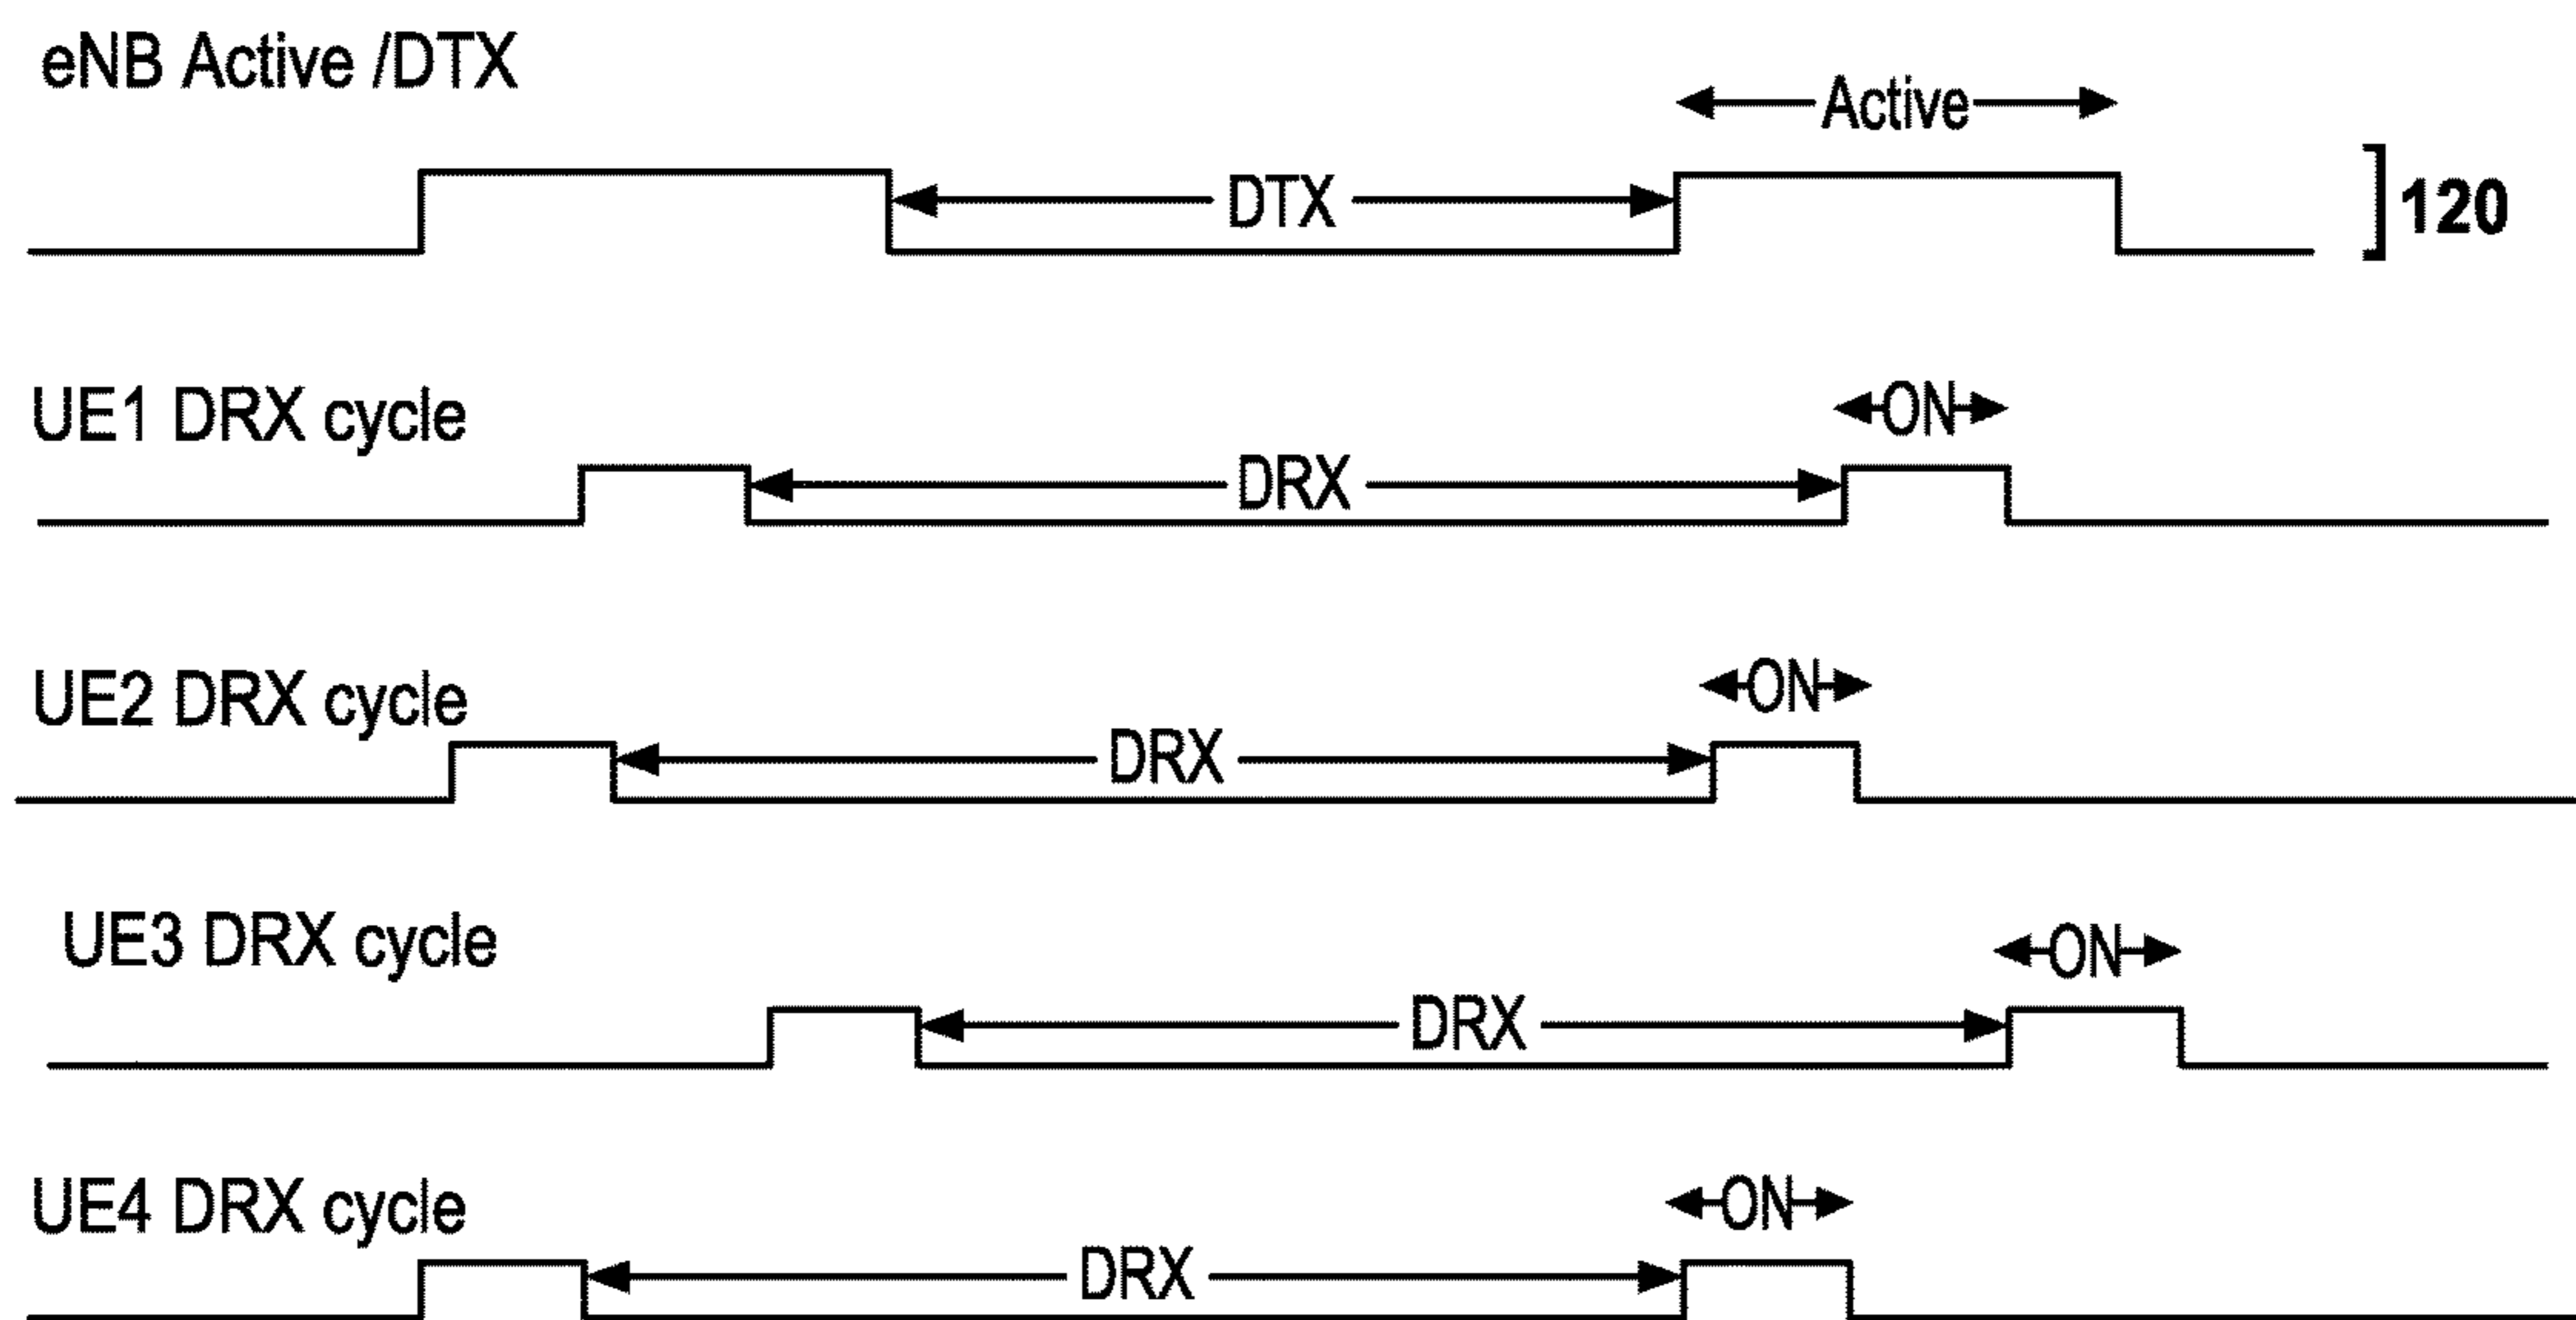 eNB Active /DTX
Active
DTX
120
UE1 DRX cycle
ON
DRX
UE2 DRX cycle
ON
DRX
UE3 DRX cycle
ON
DRX
UE4 DRX cycle
ON
DRX